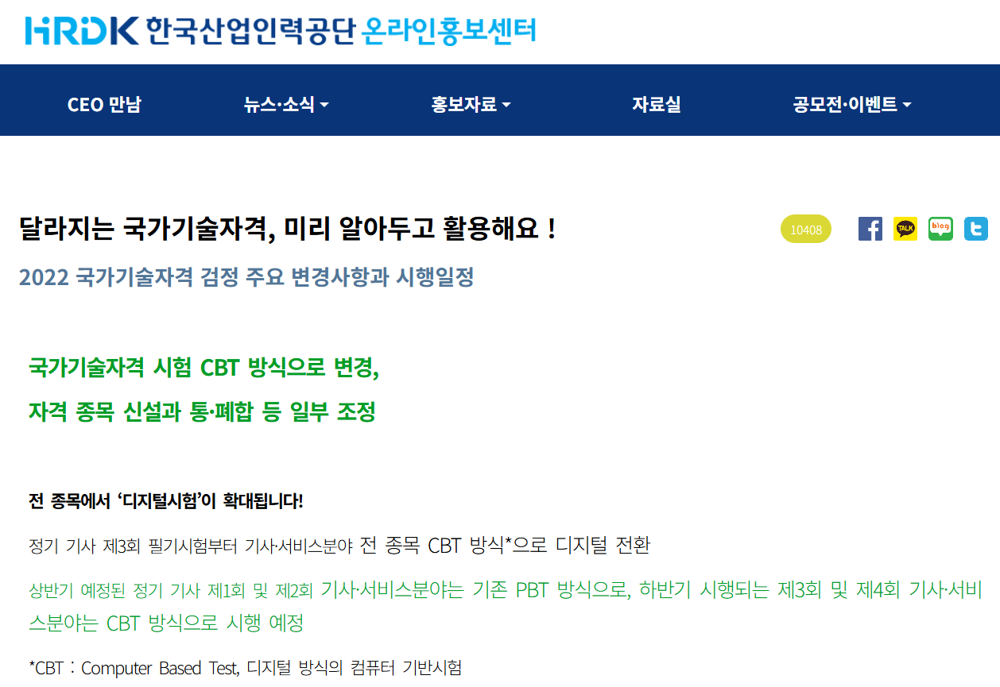 HRDK 한국산업인력공단 온라인홍보센터
CEO 만남 뉴스·소식 홍보자료 자료실 공모전·이벤트
달라지는 국가기술자격, 미리 알아두고 활용해요 !
10408 f TALK blog t
2022 국가기술자격 검정 주요 변경사항과 시행일정
국가기술자격 시험 CBT 방식으로 변경,
자격 종목 신설과 통·폐합 등 일부 조정
전 종목에서 ‘디지털시험’이 확대됩니다!
정기 기사 제3회 필기시험부터 기사·서비스분야 전 종목 CBT 방식*으로 디지털 전환
상반기 예정된 정기 기사 제1회 및 제2회 기사·서비스분야는 기존 PBT 방식으로, 하반기 시행되는 제3회 및 제4회 기사·서비
스분야는 CBT 방식으로 시행 예정
*CBT : Computer Based Test, 디지털 방식의 컴퓨터 기반시험